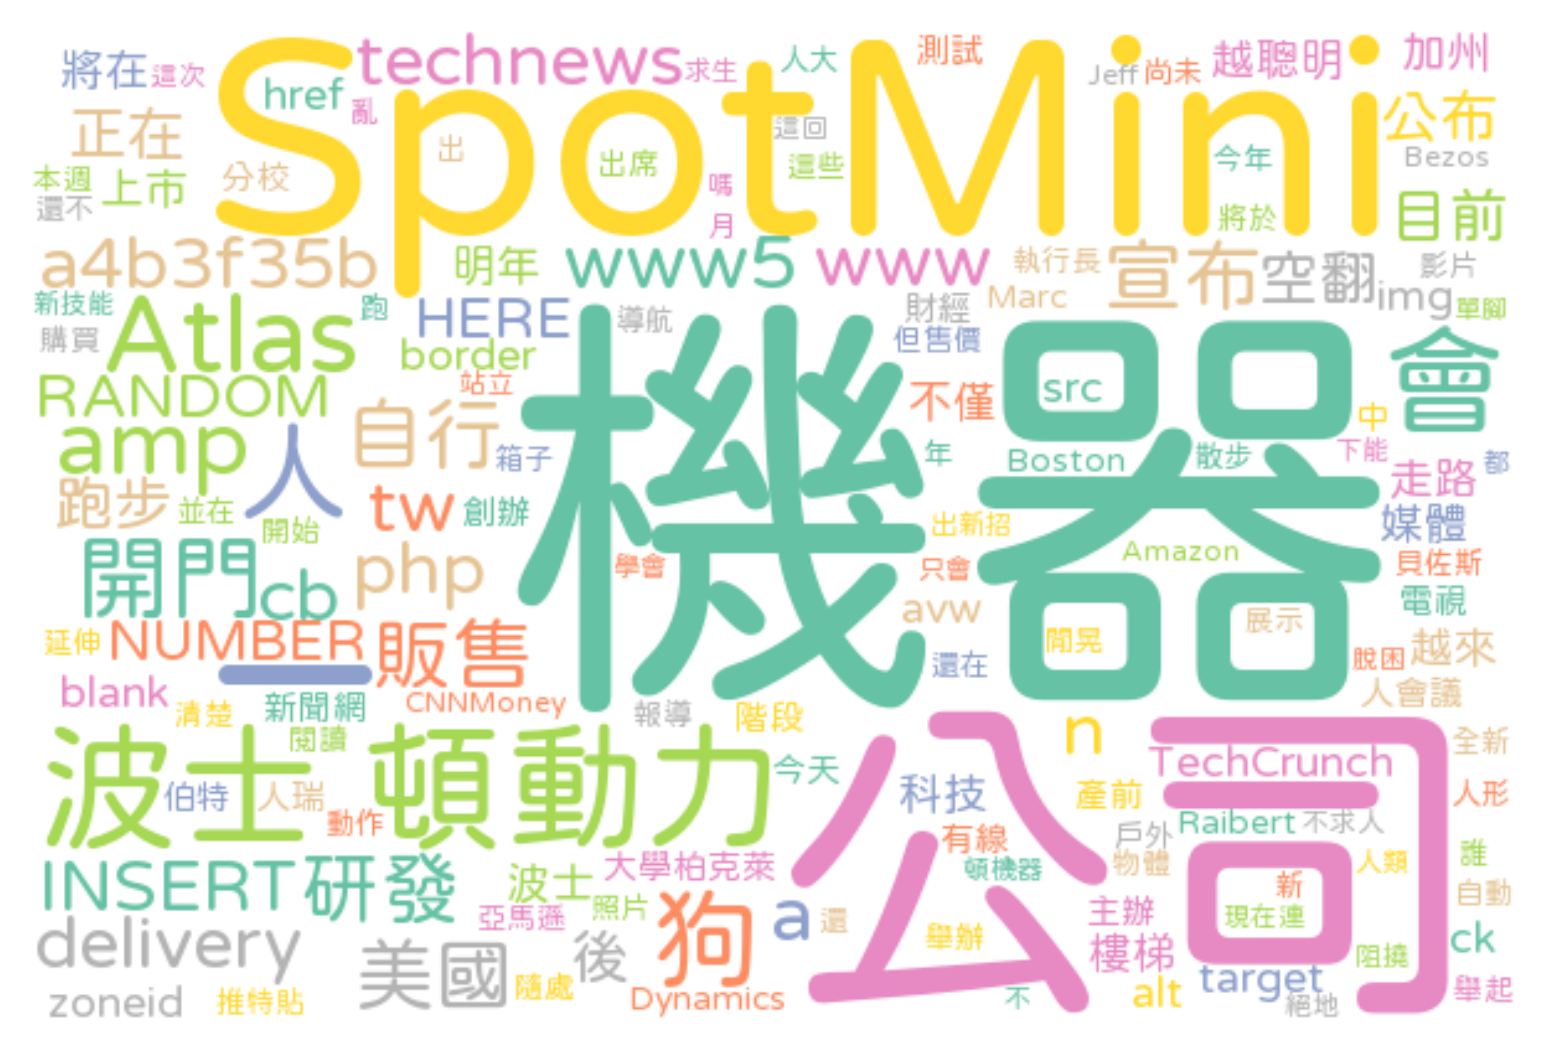 將在 這次 href technews 求生 人大 測試 Jeff 尚未 越聰明 加州
亂
SpotMini
正在 出 出席 這回 這些 今年 公布 Bezos
本週 上市 分校 嗎 將於 目前
還不 月
a4b3f35b 明年 www5 www 執行長 宣布 空翻 影片
新技能 Atlas 跑 HERE 導航 財經 Marc img 單腳
購買 border 但售價 會
RANDOM 站立 不僅 src 中
機器
amp 人 自行 箱子 年 Boston 散步 下能 走路 都
跑步 並在 開始 tw 創辦 出新招 媒體
開門 cb php 學會 只會 Amazon 貝佐斯
avw 電視
延伸 NUMBER 一 販售 閒晃 展示 還在 脫困 越來
blank CNNMoney 人會議
清楚 新聞網 報導 階段 n
閱讀 全新
波士 頓動力 今天 TechCrunch
公司
伯特 人瑞 動作 科技 產前 人形
有線 戶外 Raibert 不求人
INSERT 研發 波士 大學柏克萊 頓機器 物體 人類 誰
亞馬遜 照片 狗 a 還 主辦 新 自動
delivery 美國 後 舉辦 樓梯 現在連 ck
隨處 阻撓
zoneid 推特貼 Dynamics 不 alt target 絕地 舉起